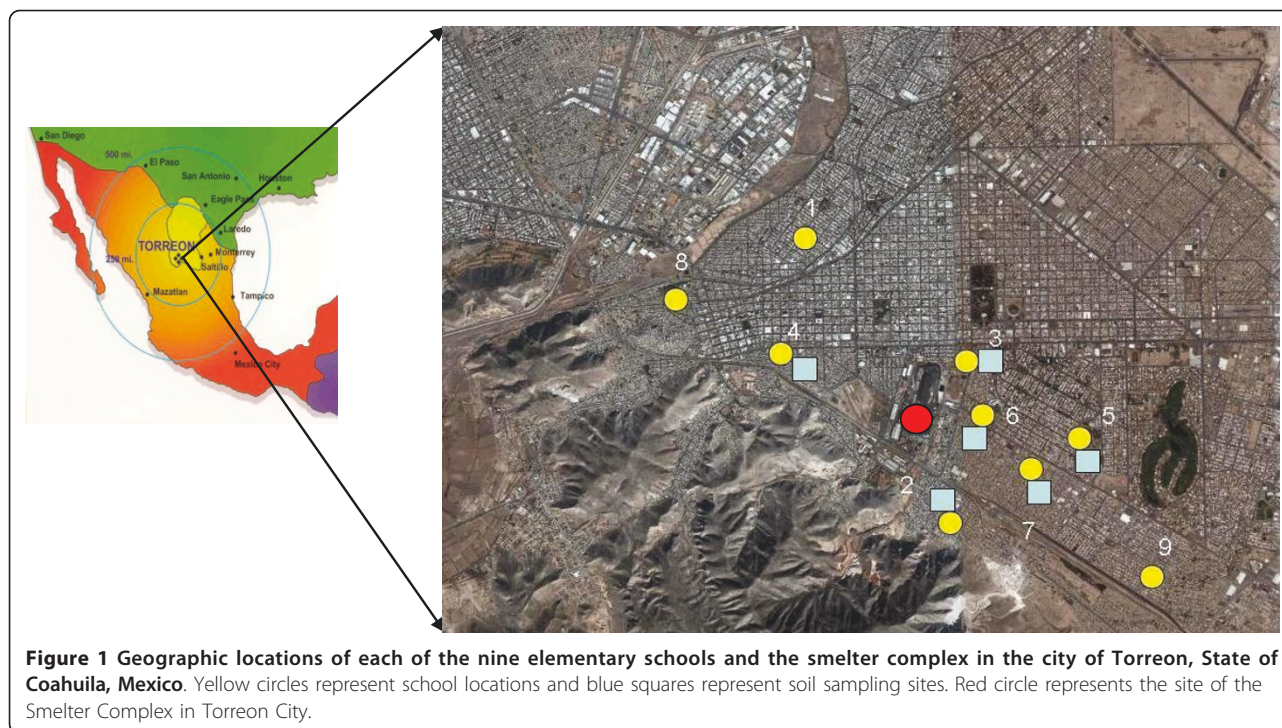 San Diego
500 mi.
El Paso
San Antonio
Houston
Eagle Pass
Laredo
TORREON
Monterrey
250 mi.
Saltillo
Mazatlan
Tampico
Mexico City
1
8
4
3
6
5
2
7
9
Figure 1 Geographic locations of each of the nine elementary schools and the smelter complex in the city of Torreon, State of
Coahuila, Mexico. Yellow circles represent school locations and blue squares represent soil sampling sites. Red circle represents the site of the
Smelter Complex in Torreon City.